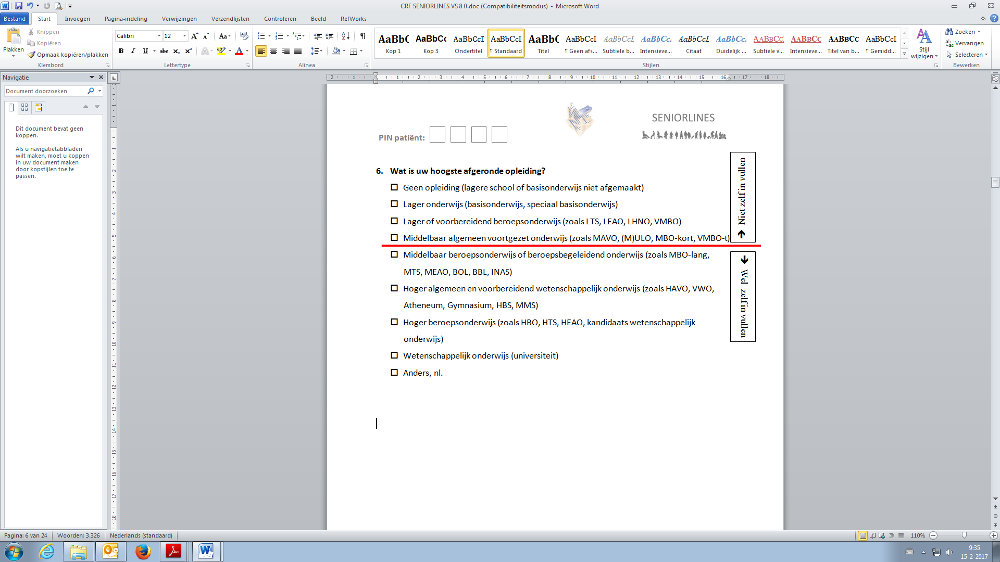 CRF SENIORLINES VS 8 0.doc (Compatibiliteitsmodus) - Microsoft Word
Bestand Start Invoegen Pagina-indeling Verwijzingen Verzendlijsten Controleren Beeld RefWorks
Plakken
Knippen
Kopiëren
Opmaak kopiëren/plakken
Klembord
Calibri 12
Lettertype
Alinea
AaBbC AaBbCc AaBbCcI AaBbCcI AaBbC AaBbCcI AaBbCcL AaBbCcI AaBbCcL AaBbCcI AaBbCc AaBbCc AaBbCc AaBbCcI
Kop 1 Kop 3 Ondertitel ¶ Standaard Titel ¶ Geen afs... Subtiele b... Intensieve... Citaat Duidelijk ... Subtiele v... Intensieve... Titel van b... ¶ Gemidd...
Stijlen
Stijl wijzigen
Zoeken
Vervangen
Selecteren
Bewerken
Navigatie
Document doorzoeken
Dit document bevat geen
koppen.
Als u navigatietabbladen
wilt maken, moet u koppen
in uw document maken
door kopstijlen toe te
passen.
SENIORLINES
PIN patiënt:
6. Wat is uw hoogste afgeronde opleiding?
Geen opleiding (lagere school of basisonderwijs niet afgemaakt)
Lager onderwijs (basisonderwijs, speciaal basisonderwijs)
Lager of voorbereidend beroepsonderwijs (zoals LTS, LEAO, LHNO, VMBO)
Middelbaar algemeen voortgezet onderwijs (zoals MAVO, (M)ULO, MBO-kort, VMBO-t)
🡹 Niet zelf in vullen
Middelbaar beroepsonderwijs of beroepsbegeleidend onderwijs (zoals MBO-lang,
MTS, MEAO, BOL, BBL, INAS)
Hoger algemeen en voorbereidend wetenschappelijk onderwijs (zoals HAVO, VWO,
Atheneum, Gymnasium, HBS, MMS)
Hoger beroepsonderwijs (zoals HBO, HTS, HEAO, kandidaats wetenschappelijk
onderwijs)
🡻 Wel zelf in vullen
Wetenschappelijk onderwijs (universiteit)
Anders, nl.
Pagina: 6 van 24 Woorden: 3.326 Nederlands (standaard)
110%
9:35
15-2-2017